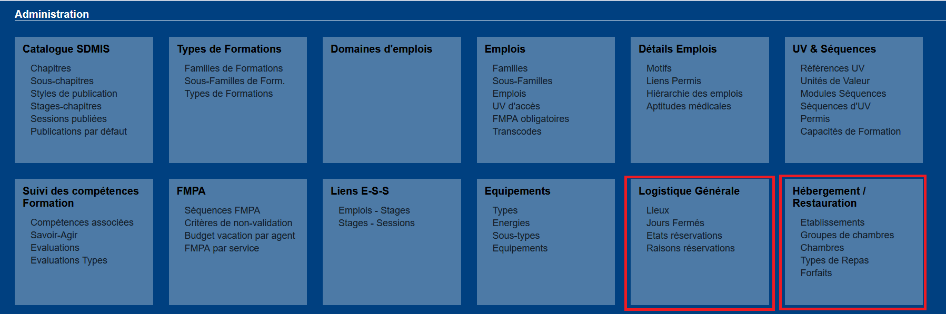 Administration
Catalogue SDMIS
Chapitres
Sous-chapitres
Styles de publication
Stages-chapitres
Sessions publiées
Publications par défaut
Types de Formations
Familles de Formations
Sous-Familles de Form.
Types de Formations
Domaines d'emplois
Emplois
Familles
Sous-Familles
Emplois
UV d'accès
FMPA obligatoires
Transcodes
Détails Emplois
Motifs
Liens Permis
Hiérarchie des emplois
Aptitudes médicales
UV & Séquences
Références UV
Unités de Valeur
Modules Séquences
Séquences d'UV
Permis
Capacités de Formation
Suivi des compétences
Formation
Compétences associées
Savoir-Agir
Evaluations
Evaluations Types
FMPA
Séquences FMPA
Critères de non-validation
Budget vacation par agent
FMPA par service
Liens E-S-S
Emplois - Stages
Stages - Sessions
Equipements
Types
Energies
Sous-types
Equipements
Logistique Générale
Lieux
Jours Fermés
Etats réservations
Raisons réservations
Hébergement /
Restauration
Etablissements
Groupes de chambres
Chambres
Types de Repas
Forfaits